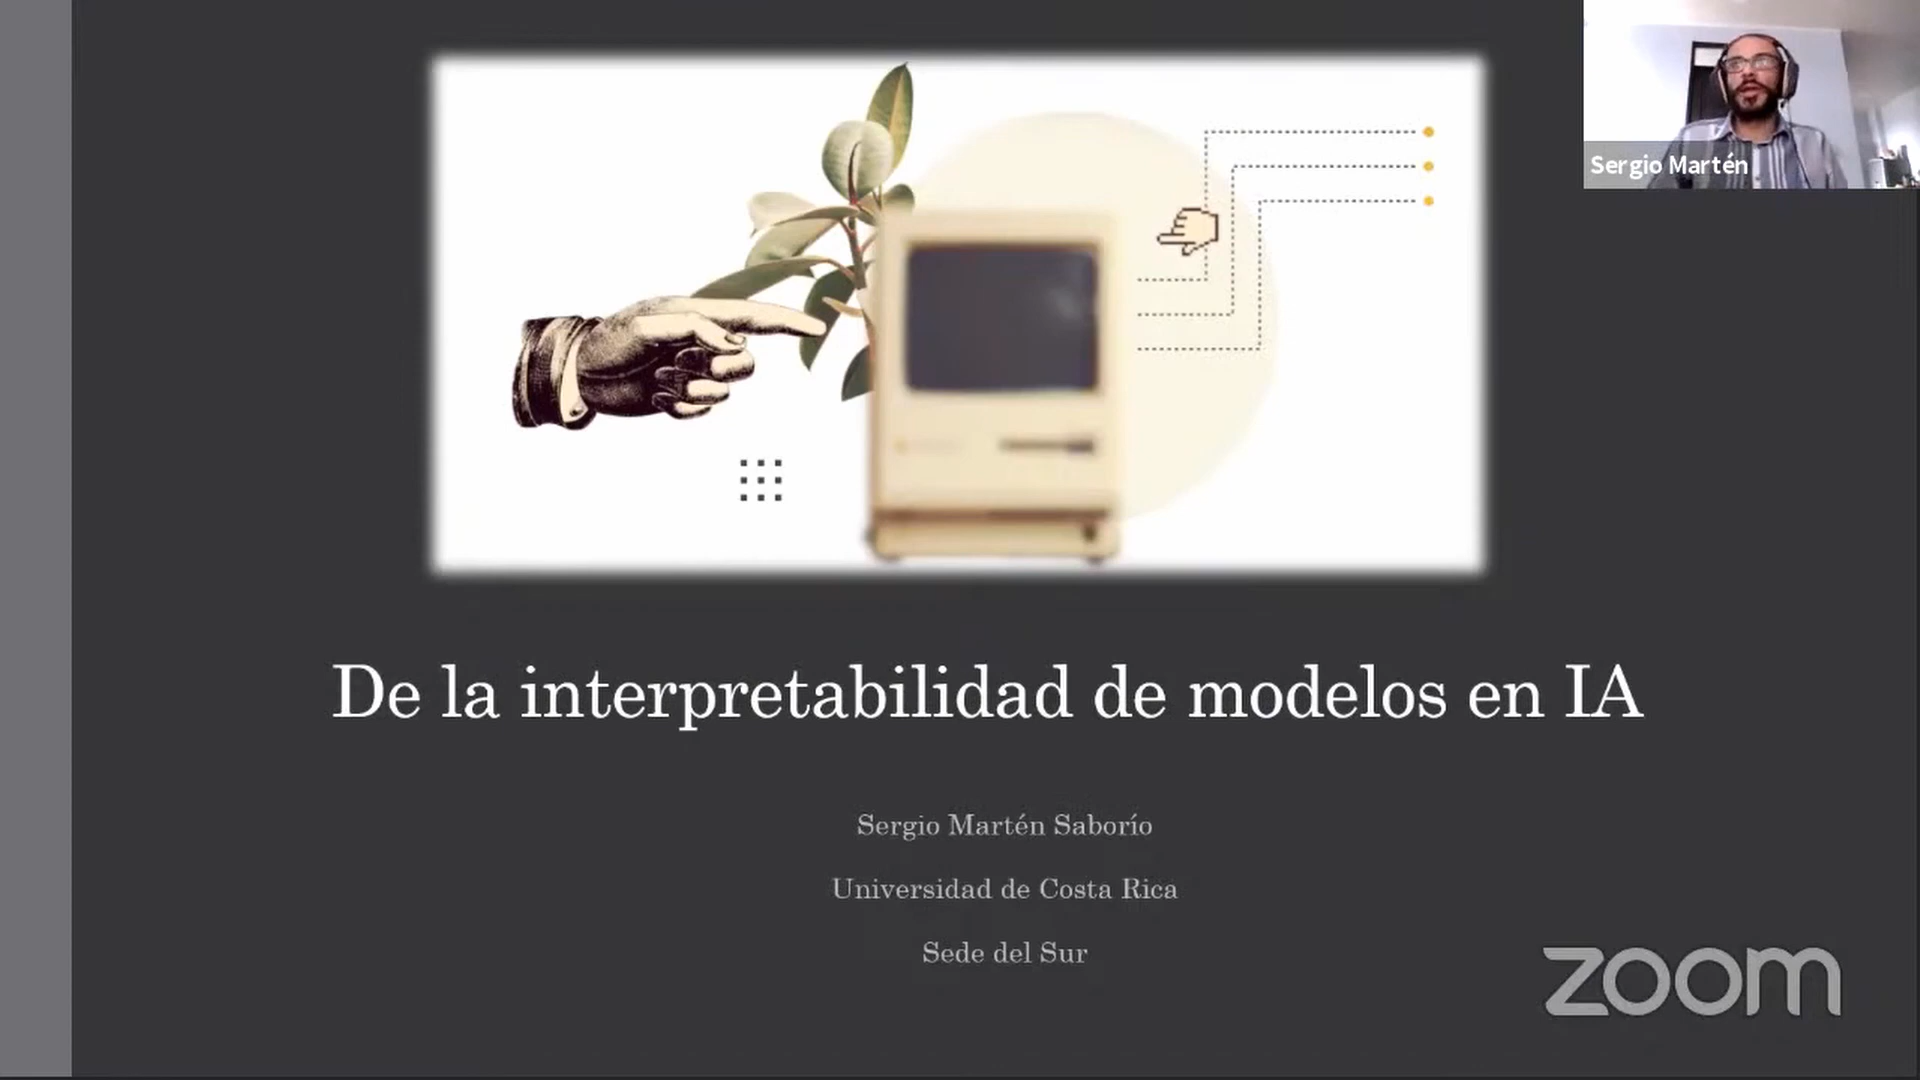 Sergio Martén
De la interpretabilidad de modelos en IA
Sergio Martén Saborío
Universidad de Costa Rica
Sede del Sur
zoom